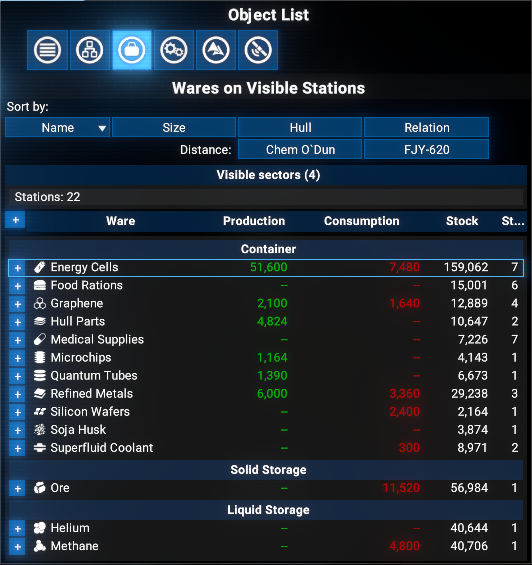 Object List
Wares on Visible Stations
Sort by:
Name Size Hull Relation
Distance: Chem O`Dun FJY-620
Visible sectors (4)
Stations: 22
+ Ware Production Consumption Stock St...
Container
+ Energy Cells 51,600 7,480 159,062 7
+ Food Rations -- -- 15,001 6
+ Graphene 2,100 1,640 12,889 4
+ Hull Parts 4,824 -- 10,647 2
+ Medical Supplies -- -- 7,226 7
+ Microchips 1,164 -- 4,143 1
+ Quantum Tubes 1,390 -- 6,673 1
+ Refined Metals 6,000 3,360 29,238 3
+ Silicon Wafers -- 2,400 2,164 1
+ Soja Husk -- -- 3,874 1
+ Superfluid Coolant -- 300 8,971 2
Solid Storage
+ Ore -- 11,520 56,984 1
Liquid Storage
+ Helium -- -- 40,644 1
+ Methane -- 4,800 40,706 1